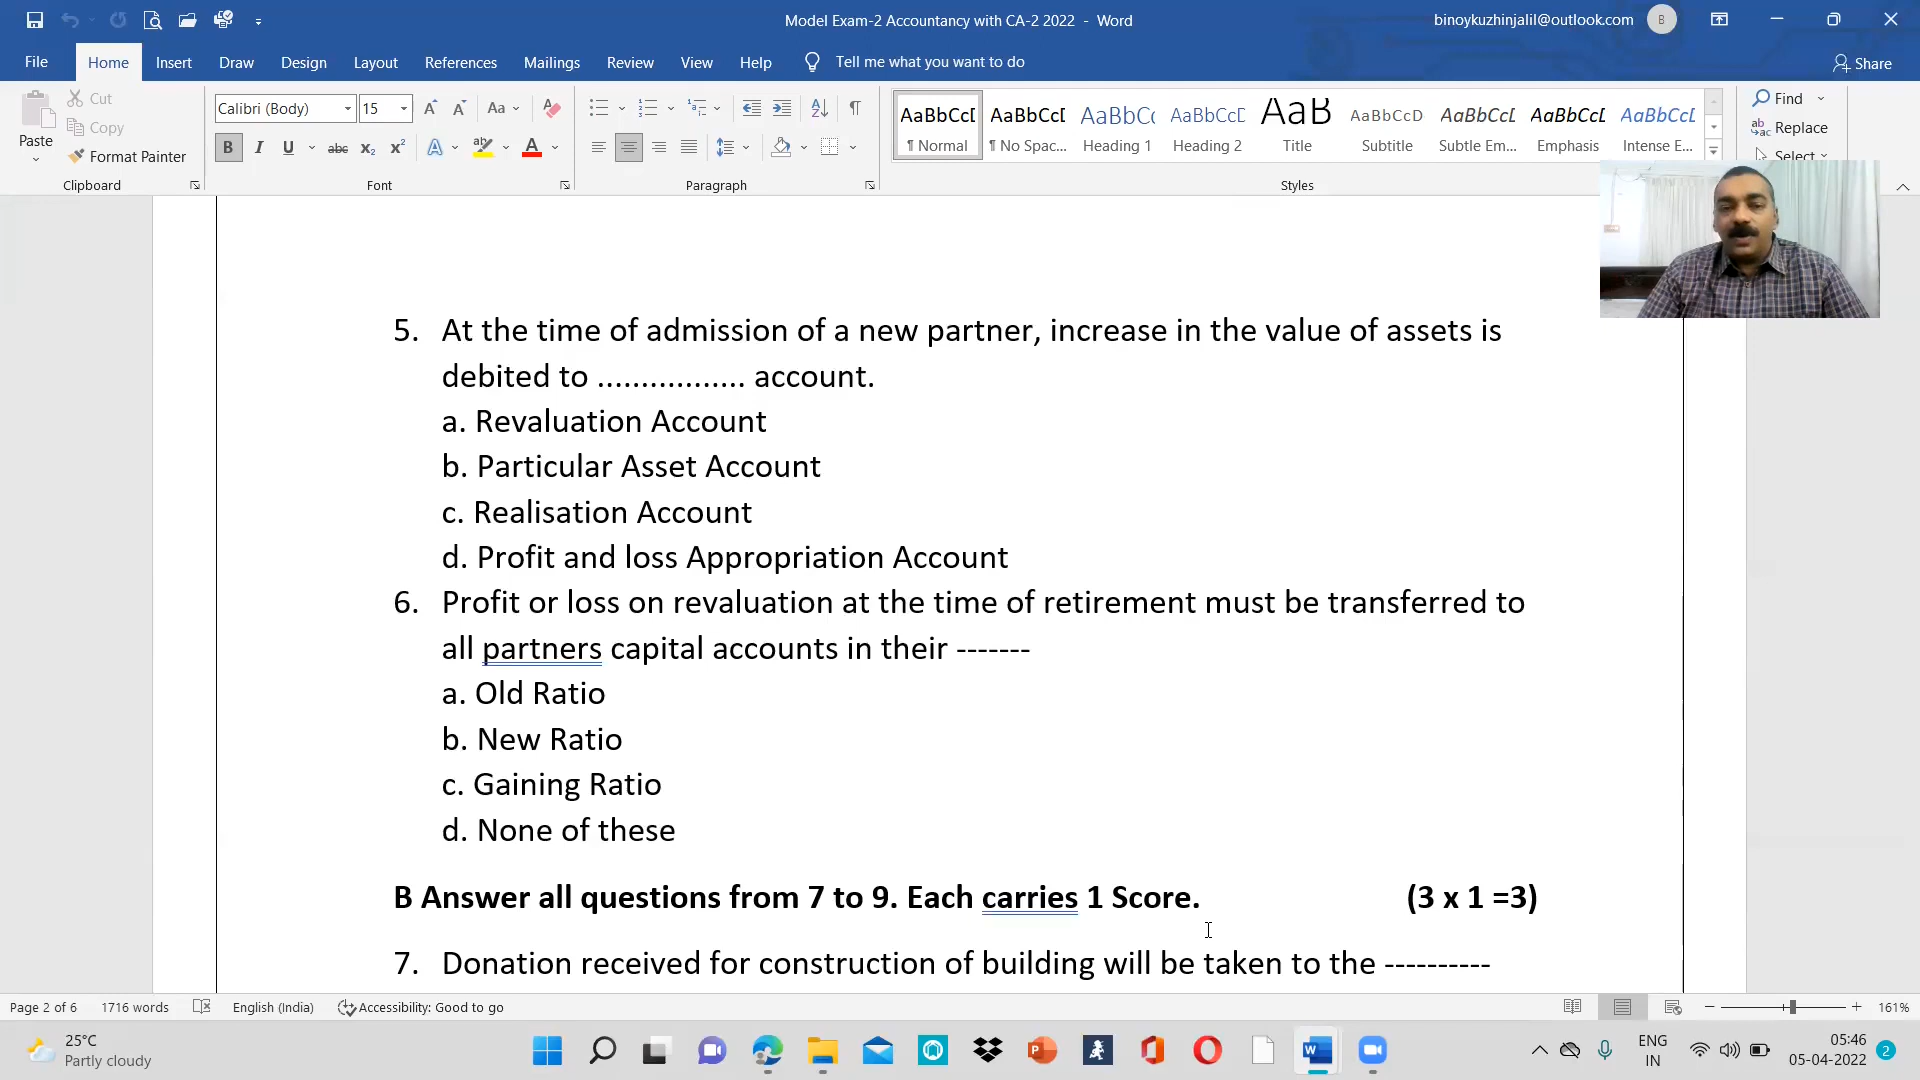 Model Exam-2 Accountancy with CA-2 2022 - Word
binoykuzhinjalil@outlook.com
B
File Home Insert Draw Design Layout References Mailings Review View Help Tell me what you want to do
Share
Paste
Cut
Copy
Format Painter
Clipboard
Calibri (Body) 15
Font
Paragraph
AaBbCcD AaBbCcD AaBbCc AaBbCcD AaB AaBbCcD AaBbCcD AaBbCcD AaBbCcD
¶ Normal ¶ No Spac... Heading 1 Heading 2 Title Subtitle Subtle Em... Emphasis Intense E...
Styles
Find
Replace
Select
5. At the time of admission of a new partner, increase in the value of assets is
debited to ................. account.
a. Revaluation Account
b. Particular Asset Account
c. Realisation Account
d. Profit and loss Appropriation Account
6. Profit or loss on revaluation at the time of retirement must be transferred to
all partners capital accounts in their -------
a. Old Ratio
b. New Ratio
c. Gaining Ratio
d. None of these
B Answer all questions from 7 to 9. Each carries 1 Score. (3 x 1 =3)
7. Donation received for construction of building will be taken to the ----------
Page 2 of 6 1716 words English (India) Accessibility: Good to go 161%
25°C
Partly cloudy
ENG
IN
05:46
05-04-2022
2